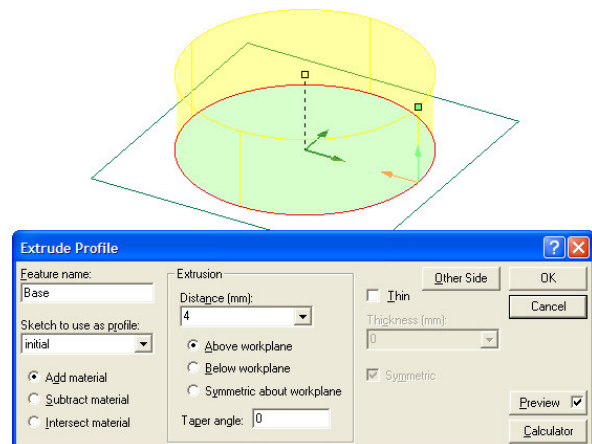 Extrude Profile
Feature name:
Base
Sketch to use as profile:
initial
Add material
Subtract material
Intersect material
Extrusion
Distance (mm):
4
Above workplane
Below workplane
Symmetric about workplane
Taper angle: 0
Thin
Thickness (mm):
0
Symmetric
Other Side
OK
Cancel
Preview
Calculator